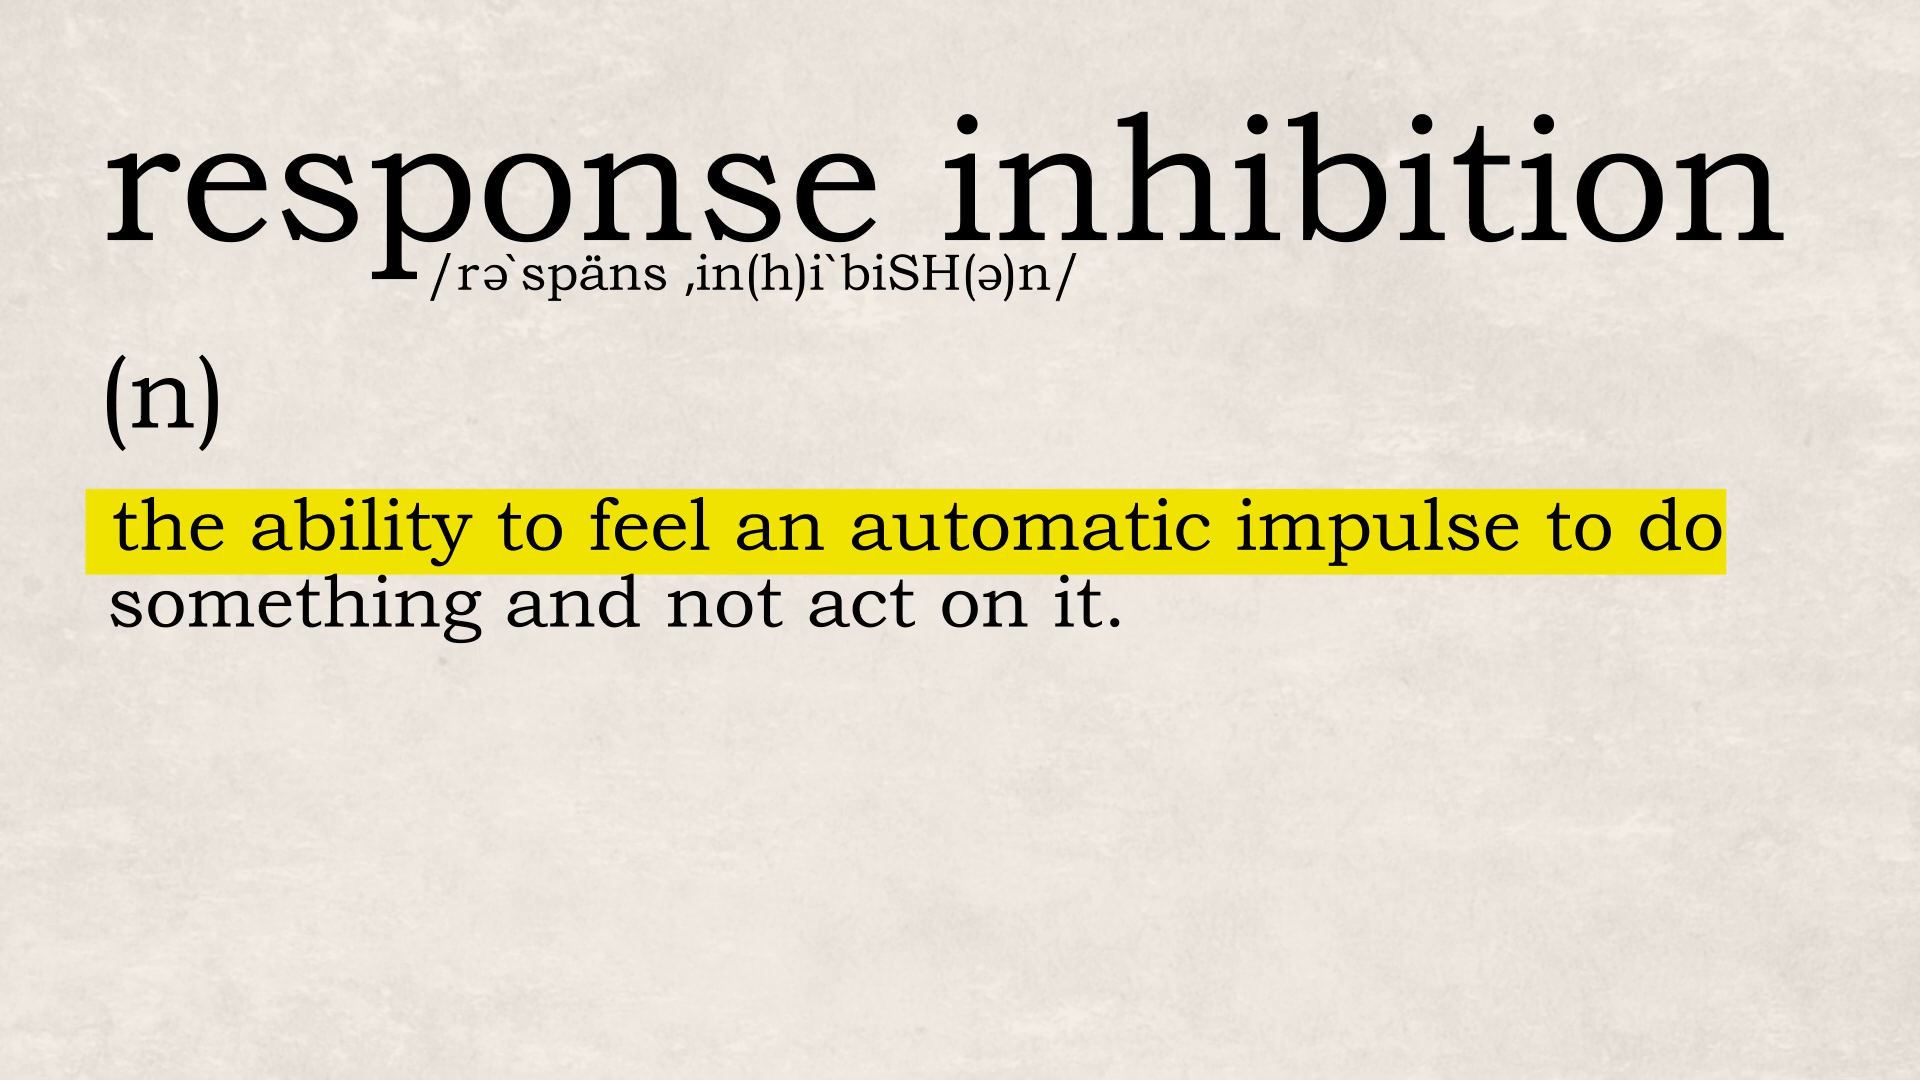 response inhibition
/rə`späns ,in(h)i`biSH(ə)n/
(n)
the ability to feel an automatic impulse to do
something and not act on it.